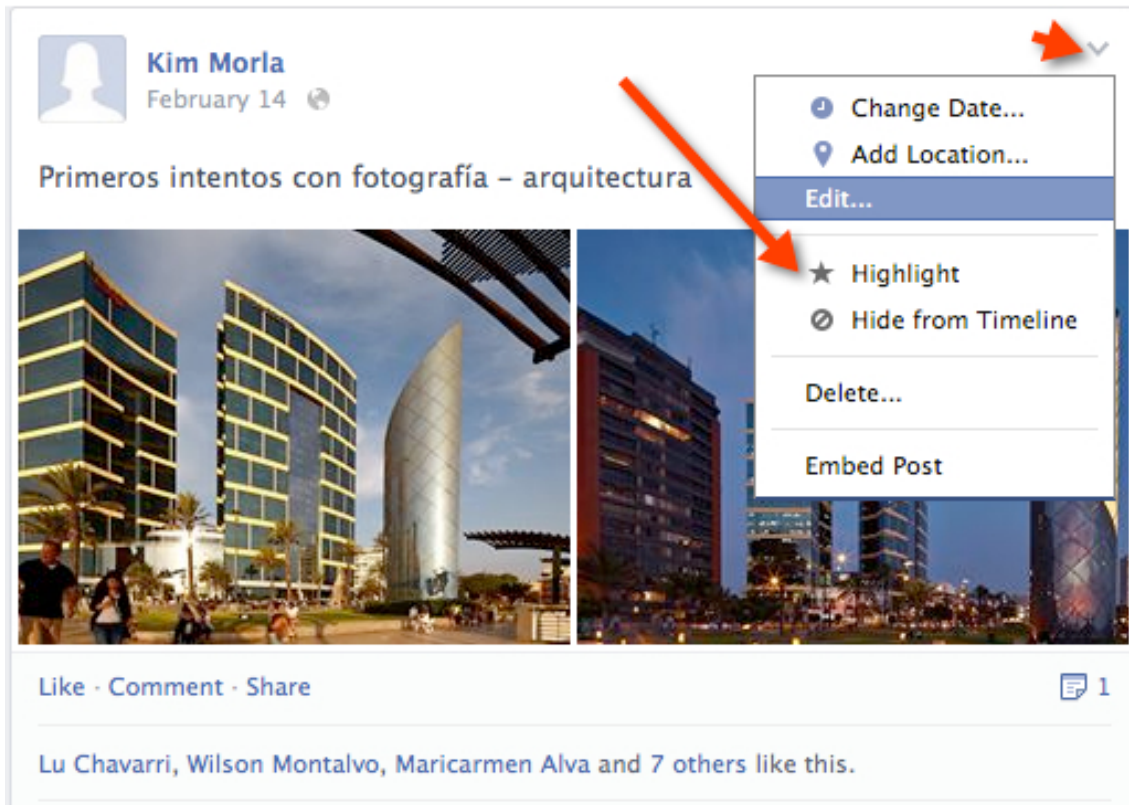 Kim Morla
February 14
Primeros intentos con fotografía – arquitectura
Change Date...
Add Location...
Edit...
Highlight
Hide from Timeline
Delete...
Embed Post
Like · Comment · Share
1
Lu Chavarri, Wilson Montalvo, Maricarmen Alva and 7 others like this.